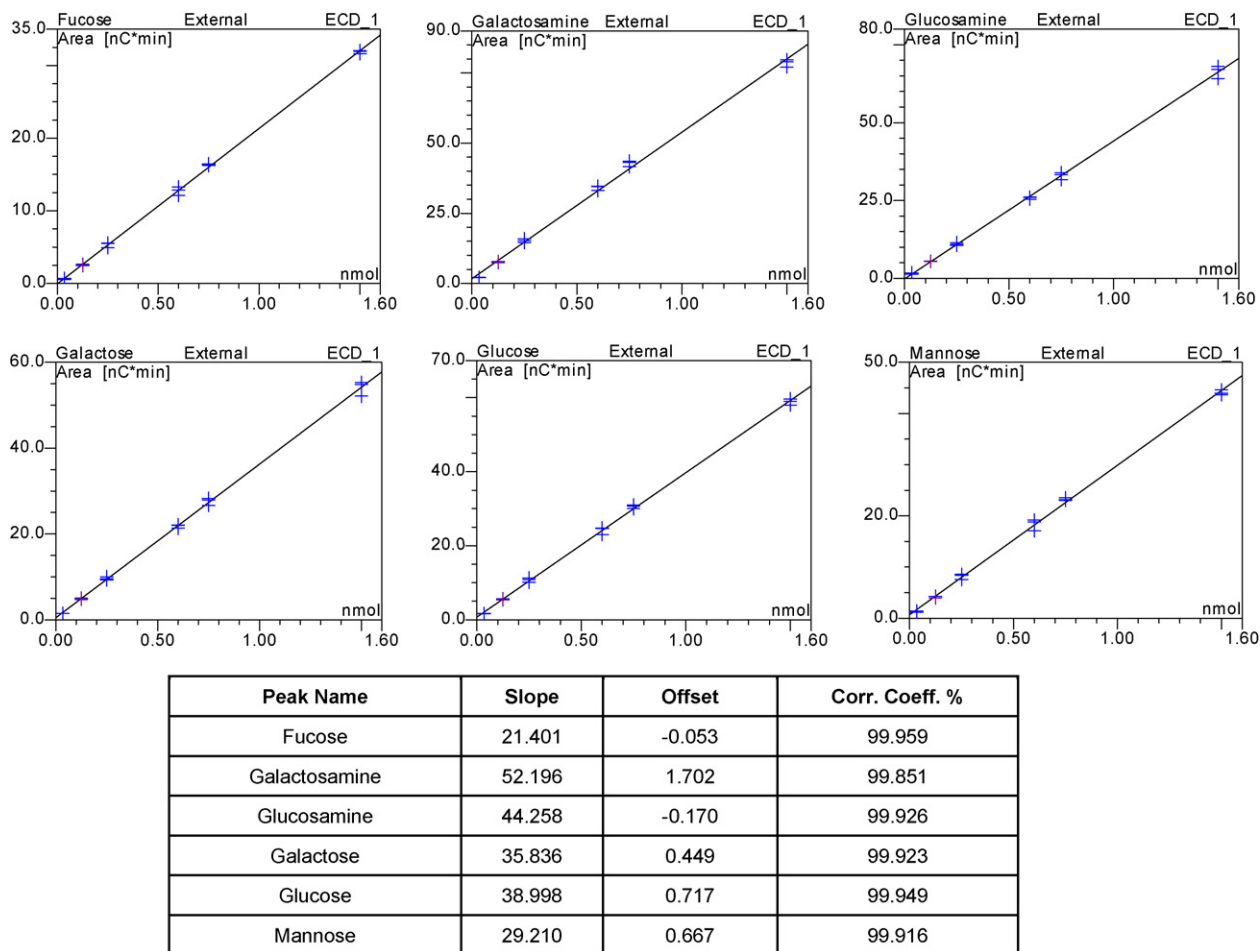 Fucose External ECD_1
35.0
Area [nC*min]
20.0
10.0
0.0
nmol
0.00 0.50 1.00 1.60
Galactosamine External ECD_1
90.0
Area [nC*min]
50.0
25.0
0.0
nmol
0.00 0.50 1.00 1.60
Glucosamine External ECD_1
80.0
Area [nC*min]
50.0
25.0
0.0
nmol
0.00 0.50 1.00 1.60
Galactose External ECD_1
60.0
Area [nC*min]
40.0
20.0
0.0
nmol
0.00 0.50 1.00 1.60
Glucose External ECD_1
70.0
Area [nC*min]
40.0
20.0
0.0
nmol
0.00 0.50 1.00 1.60
Mannose External ECD_1
50.0
Area [nC*min]
20.0
0.0
nmol
0.00 0.50 1.00 1.60
Peak Name Slope Offset Corr. Coeff. %
Fucose 21.401 -0.053 99.959
Galactosamine 52.196 1.702 99.851
Glucosamine 44.258 -0.170 99.926
Galactose 35.836 0.449 99.923
Glucose 38.998 0.717 99.949
Mannose 29.210 0.667 99.916